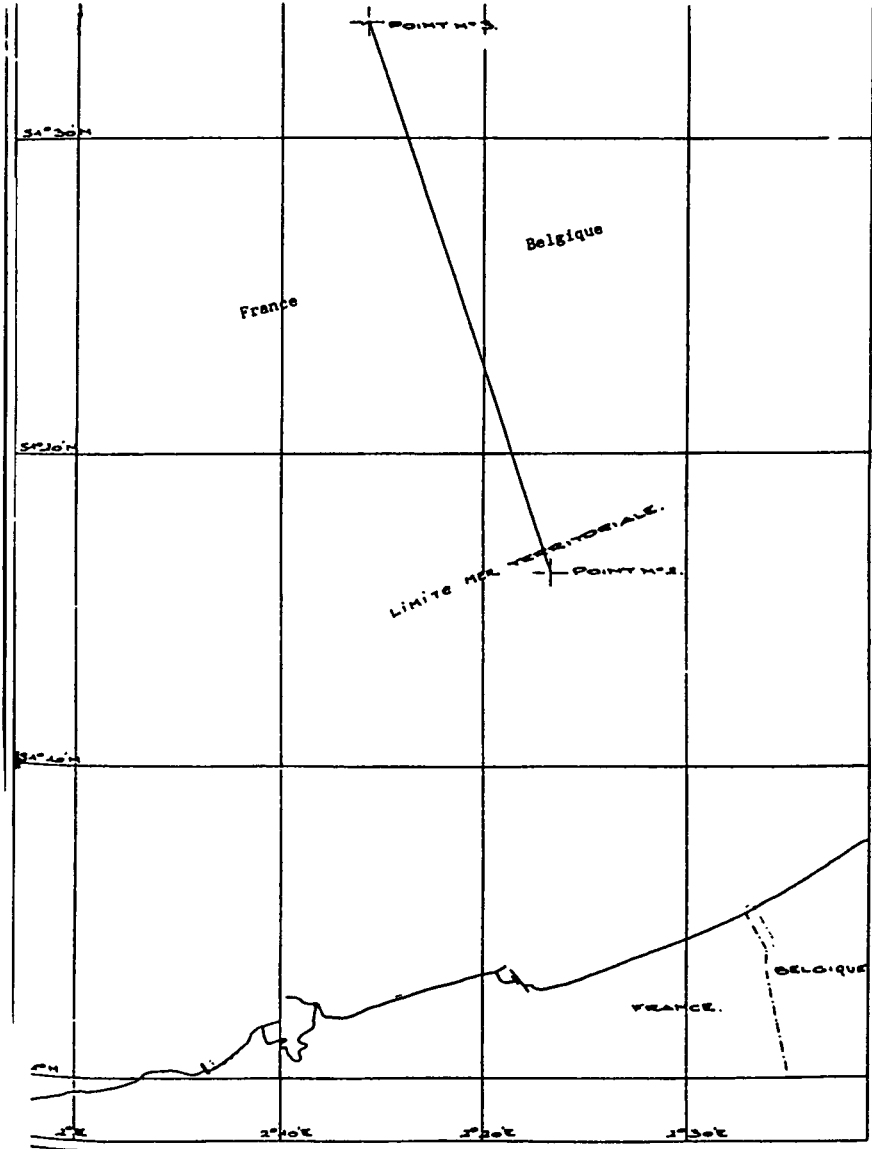 POINT N° 3.
51°30'N
Belgique
France
51°20'N
LIMITE MER TERRITORIALE.
POINT N° 2.
51°10'N
BELGIQUE
FRANCE.
2°E
2°10'E
2°20'E
2°30'E